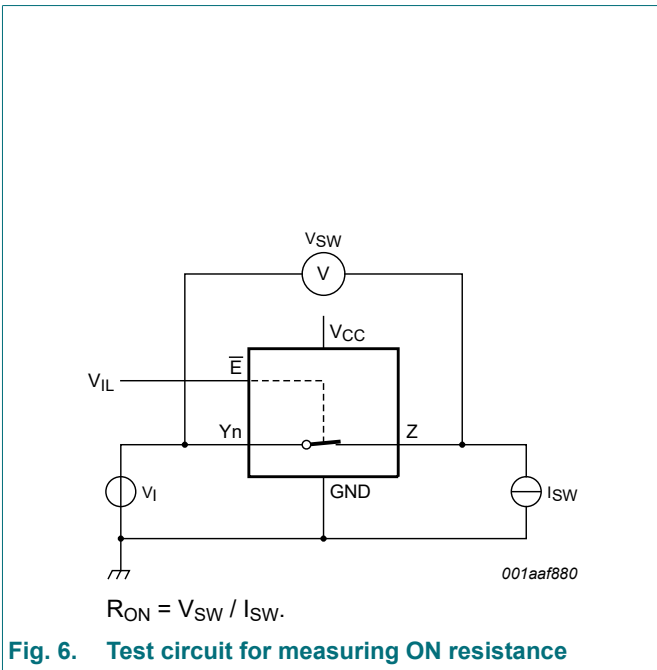 VSW
V
VCC
E
VIL
Yn
Z
VI
GND
ISW
001aaf880
RON = VSW / ISW.
Fig. 6. Test circuit for measuring ON resistance